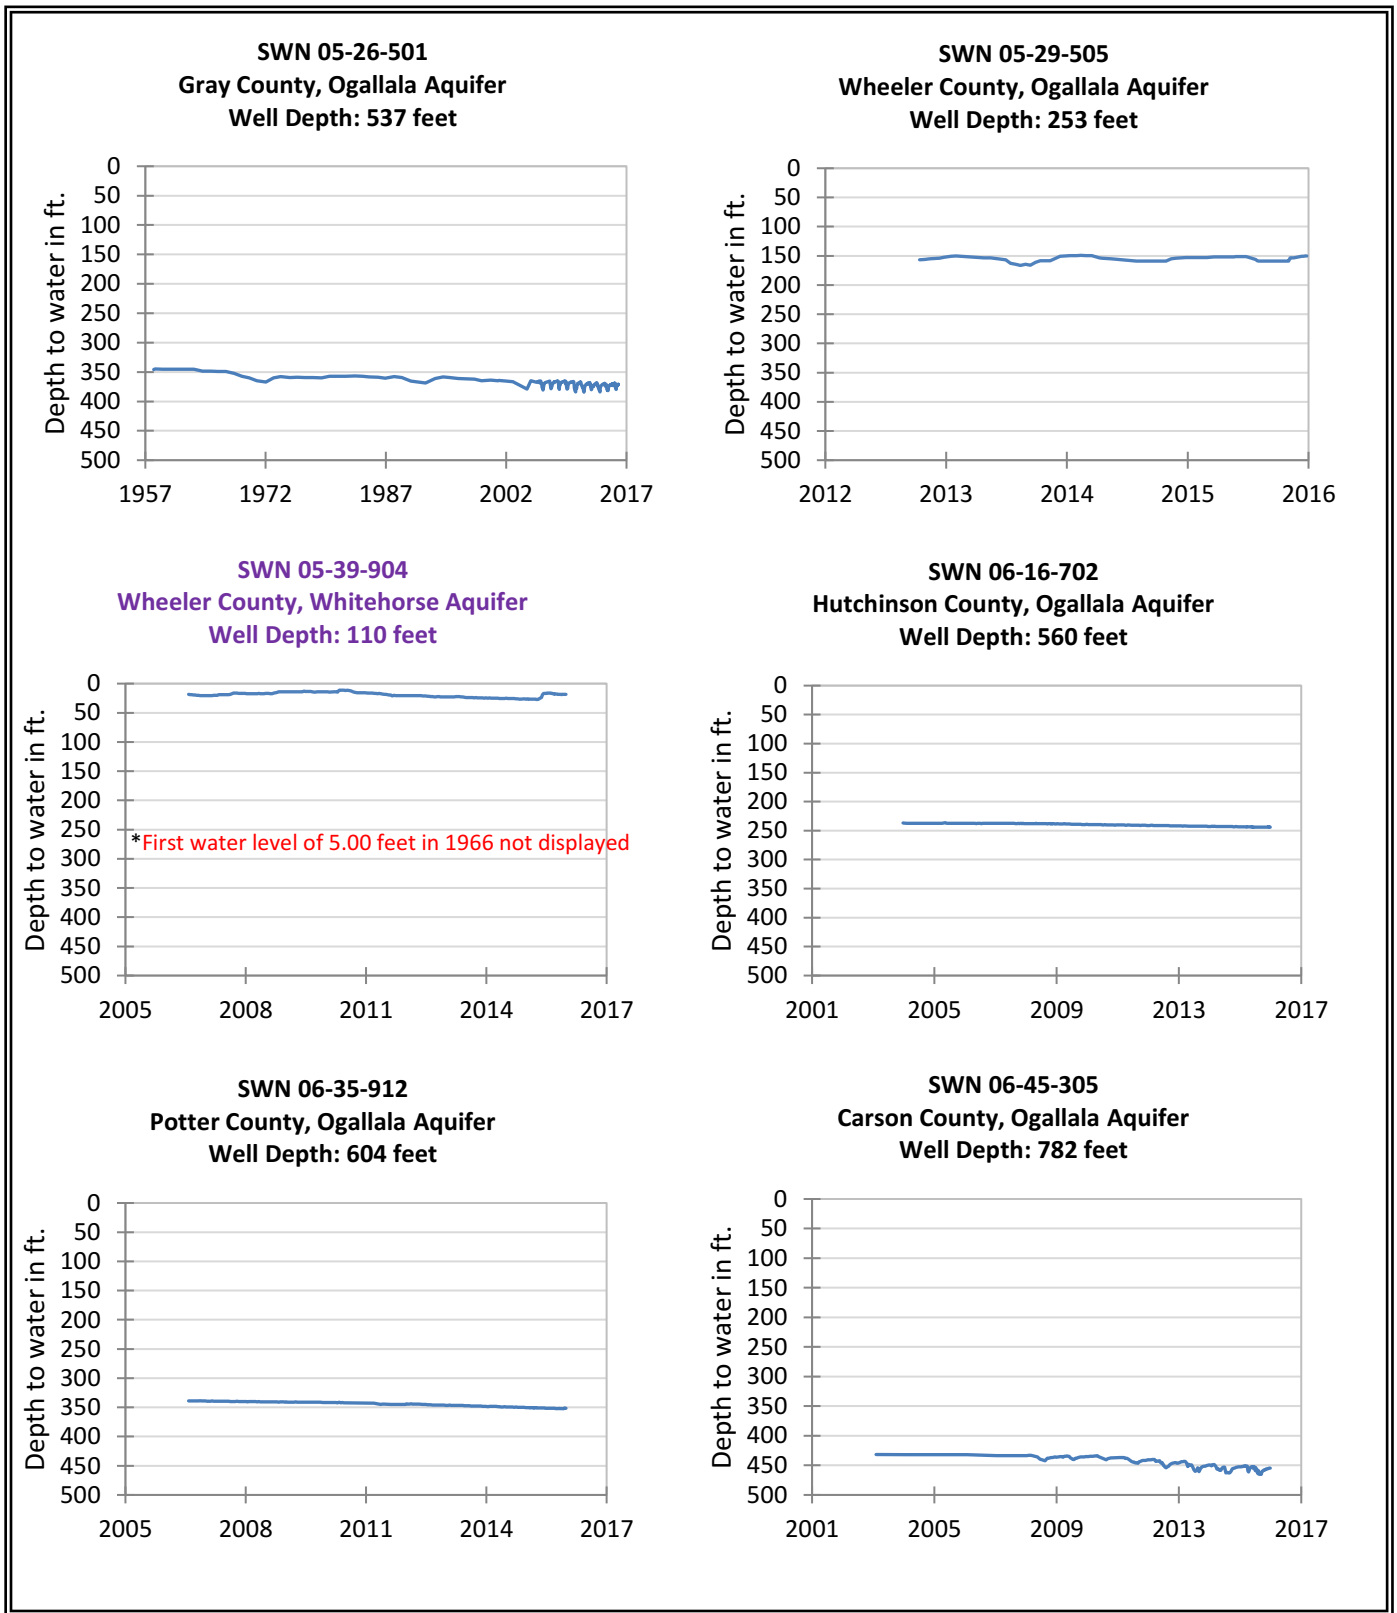 SWN 05-26-501
Gray County, Ogallala Aquifer
Well Depth: 537 feet
Depth to water in ft.
0
50
100
150
200
250
300
350
400
450
500
1957 1972 1987 2002 2017
SWN 05-29-505
Wheeler County, Ogallala Aquifer
Well Depth: 253 feet
Depth to water in ft.
0
50
100
150
200
250
300
350
400
450
500
2012 2013 2014 2015 2016
SWN 05-39-904
Wheeler County, Whitehorse Aquifer
Well Depth: 110 feet
Depth to water in ft.
0
50
100
150
200
250
300
350
400
450
500
*First water level of 5.00 feet in 1966 not displayed
2005 2008 2011 2014 2017
SWN 06-16-702
Hutchinson County, Ogallala Aquifer
Well Depth: 560 feet
Depth to water in ft.
0
50
100
150
200
250
300
350
400
450
500
2001 2005 2009 2013 2017
SWN 06-35-912
Potter County, Ogallala Aquifer
Well Depth: 604 feet
Depth to water in ft.
0
50
100
150
200
250
300
350
400
450
500
2005 2008 2011 2014 2017
SWN 06-45-305
Carson County, Ogallala Aquifer
Well Depth: 782 feet
Depth to water in ft.
0
50
100
150
200
250
300
350
400
450
500
2001 2005 2009 2013 2017